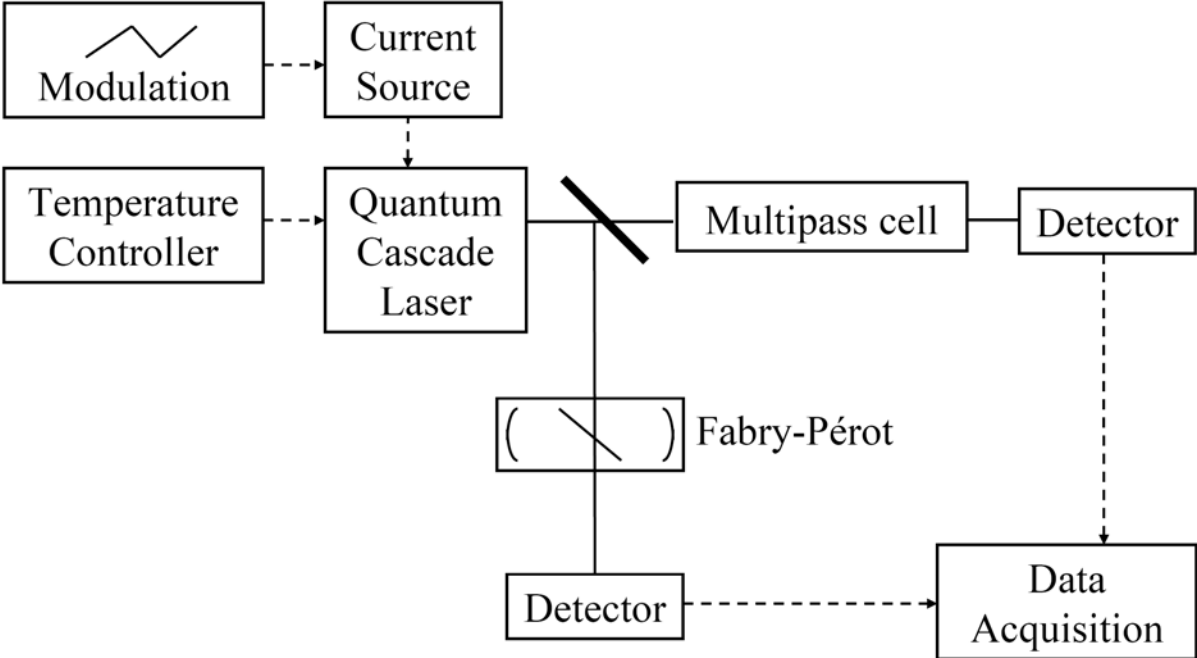 Modulation
Current
Source
Temperature
Controller
Quantum
Cascade
Laser
Multipass cell
Detector
Fabry-Pérot
Detector
Data
Acquisition